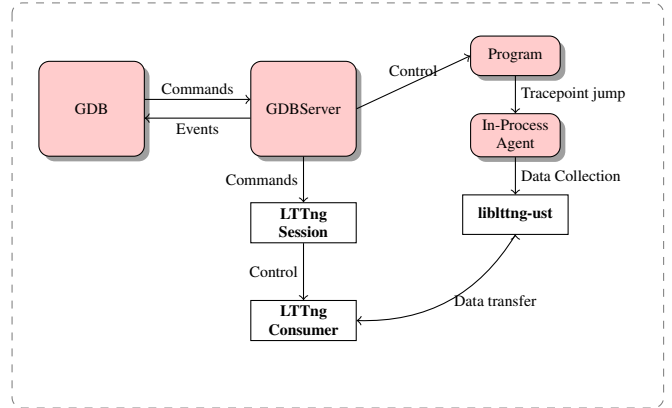 Program
Control
GDB
Commands
GDBServer
Tracepoint jump
Events
In-Process
Agent
Commands
Data Collection
LTTng
Session
liblttng-ust
Control
LTTng
Consumer
Data transfer